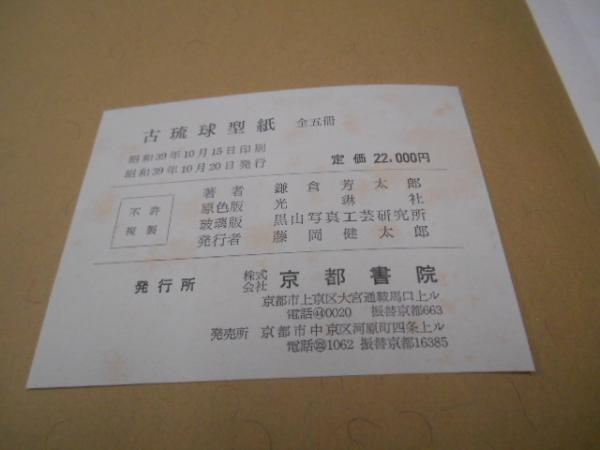 古琉球型紙 全五冊
昭和39年10月15日印刷
昭和39年10月20日発行
定価 22,000円
不許
複製
著者 鎌倉芳太郎
原色版 光琳社
玻璃版 黒山写真工芸研究所
発行者 藤岡健太郎
発行所 株式会社 京都書院
京都市上京区大宮通鞍馬口上ル
電話㊹0020 振替京都663
発売所 京都市中京区河原町四条上ル
電話1062 振替京都16385